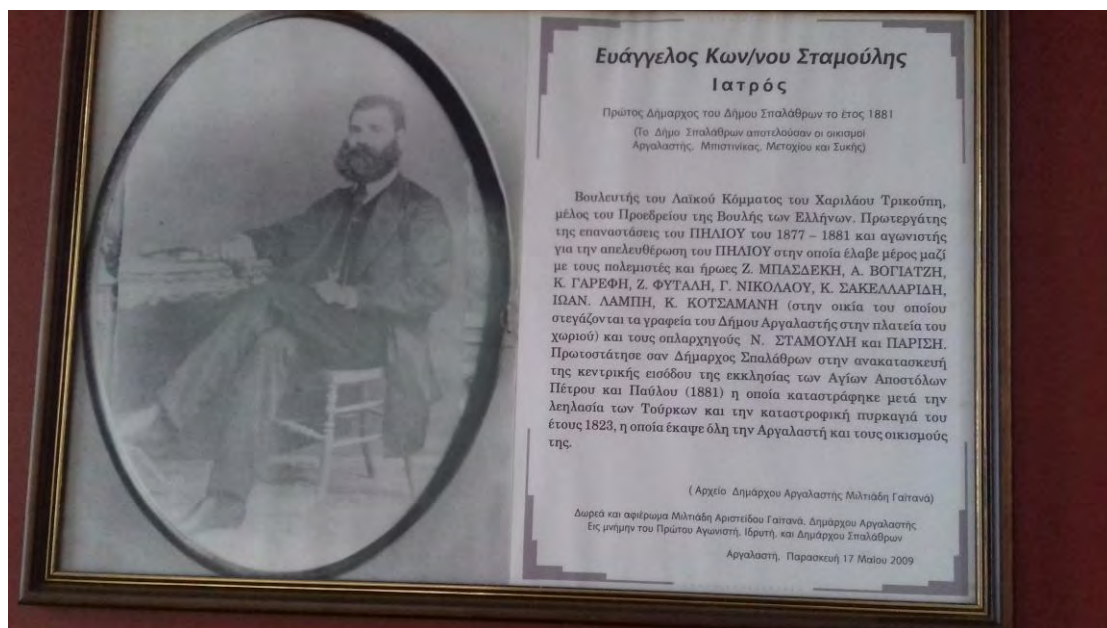 Ευάγγελος Κων/νου Σταμούλης
Ιατρός
Πρώτος Δήμαρχος του Δήμου Σπαλάθρων το έτος 1881
(Το Δήμο Σπαλάθρων αποτελούσαν οι οικισμοί
Αργαλαστής, Μπιστινίκας, Μετοχίου και Συκής)
Βουλευτής του Λαϊκού Κόμματος του Χαριλάου Τρικούπη,
μέλος του Προεδρείου της Βουλής των Ελλήνων. Πρωτεργάτης
της επαναστάσεις του ΠΗΛΙΟΥ του 1877 – 1881 και αγωνιστής
για την απελευθέρωση του ΠΗΛΙΟΥ στην οποία έλαβε μέρος μαζί
με τους πολεμιστές και ήρωες Ζ. ΜΠΑΣΔΕΚΗ, Α. ΒΟΓΙΑΤΖΗ,
Κ. ΓΑΡΕΦΗ, Ζ. ΦΥΤΑΛΗ, Γ. ΝΙΚΟΛΑΟΥ, Κ. ΣΑΚΕΛΛΑΡΙΔΗ,
ΙΩΑΝ. ΛΑΜΠΗ, Κ. ΚΟΤΣΑΜΑΝΗ (στην οικία του οποίου
στεγάζονται τα γραφεία του Δήμου Αργαλαστής στην πλατεία του
χωριού) και τους οπλαρχηγούς Ν. ΣΤΑΜΟΥΛΗ και ΠΑΡΙΣΗ.
Πρωτοστάτησε σαν Δήμαρχος Σπαλάθρων στην ανακατασκευή
της κεντρικής εισόδου της εκκλησίας των Αγίων Αποστόλων
Πέτρου και Παύλου (1881) η οποία καταστράφηκε μετά την
λεηλασία των Τούρκων και την καταστροφική πυρκαγιά του
έτους 1823, η οποία έκαψε όλη την Αργαλαστή και τους οικισμούς
της.
( Αρχείο Δημάρχου Αργαλαστής Μιλτιάδη Γαϊτανά)
Δωρεά και αφιέρωμα Μιλτιάδη Αριστείδου Γαϊτανά, Δημάρχου Αργαλαστής
Εις μνήμην του Πρώτου Αγωνιστή, Ιδρυτή, και Δημάρχου Σπαλάθρων
Αργαλαστή, Παρασκευή 17 Μαΐου 2009